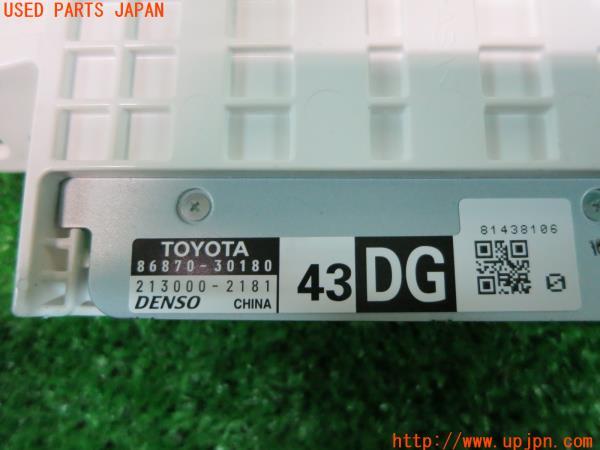 USED PARTS JAPAN
TOYOTA
86870-30180
213000-2181
DENSO CHINA
43 DG
81438106
http://www.upjpn.com